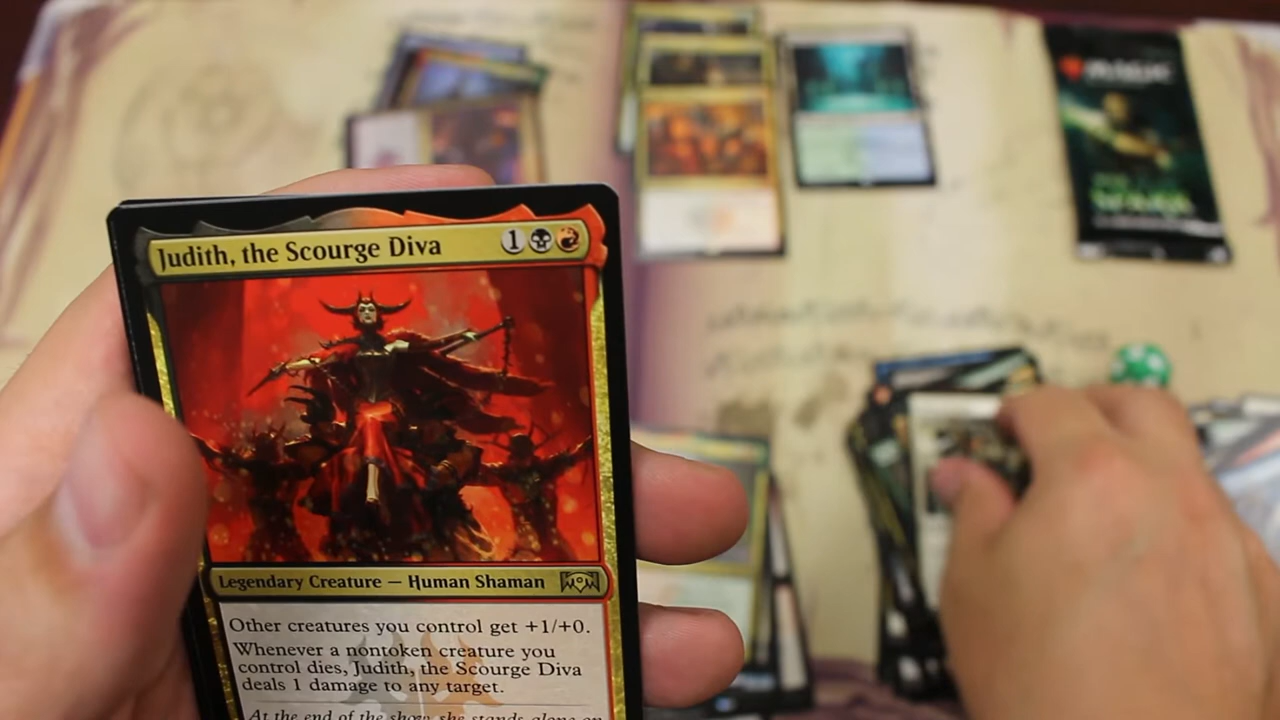 Judith, the Scourge Diva
1
Legendary Creature — Human Shaman
Other creatures you control get +1/+0.
Whenever a nontoken creature you
control dies, Judith, the Scourge Diva
deals 1 damage to any target.
At the end of the show, she stands alone on